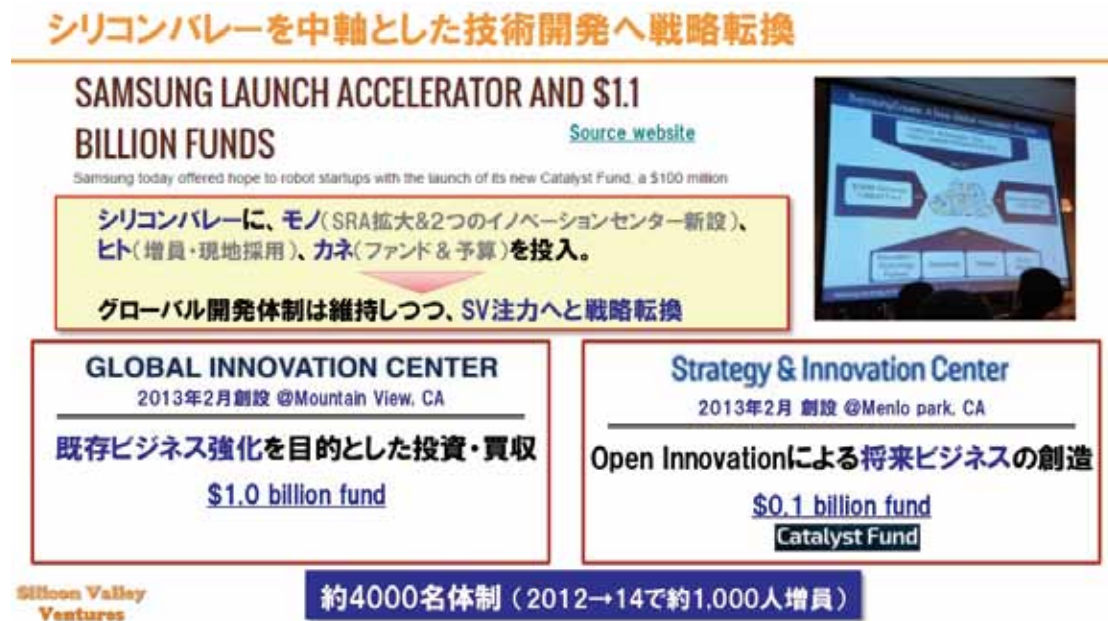 シリコンバレーを中軸とした技術開発へ戦略転換
SAMSUNG LAUNCH ACCELERATOR AND $1.1
BILLION FUNDS
Source website
Samsung today offered hope to robot startups with the launch of its new Catalyst Fund, a $100 million
シリコンバレーに、モノ（SRA拡大&2つのイノベーションセンター新設）、
ヒト（増員・現地採用）、カネ（ファンド＆予算）を投入。
グローバル開発体制は維持しつつ、SV注力へと戦略転換
GLOBAL INNOVATION CENTER
2013年2月創設 @Mountain View, CA
既存ビジネス強化を目的とした投資・買収
$1.0 billion fund
Strategy & Innovation Center
2013年2月 創設 @Menlo park, CA
Open Innovationによる将来ビジネスの創造
$0.1 billion fund
Catalyst Fund
Silicon Valley
Ventures
約4000名体制（2012→14で約1,000人増員）